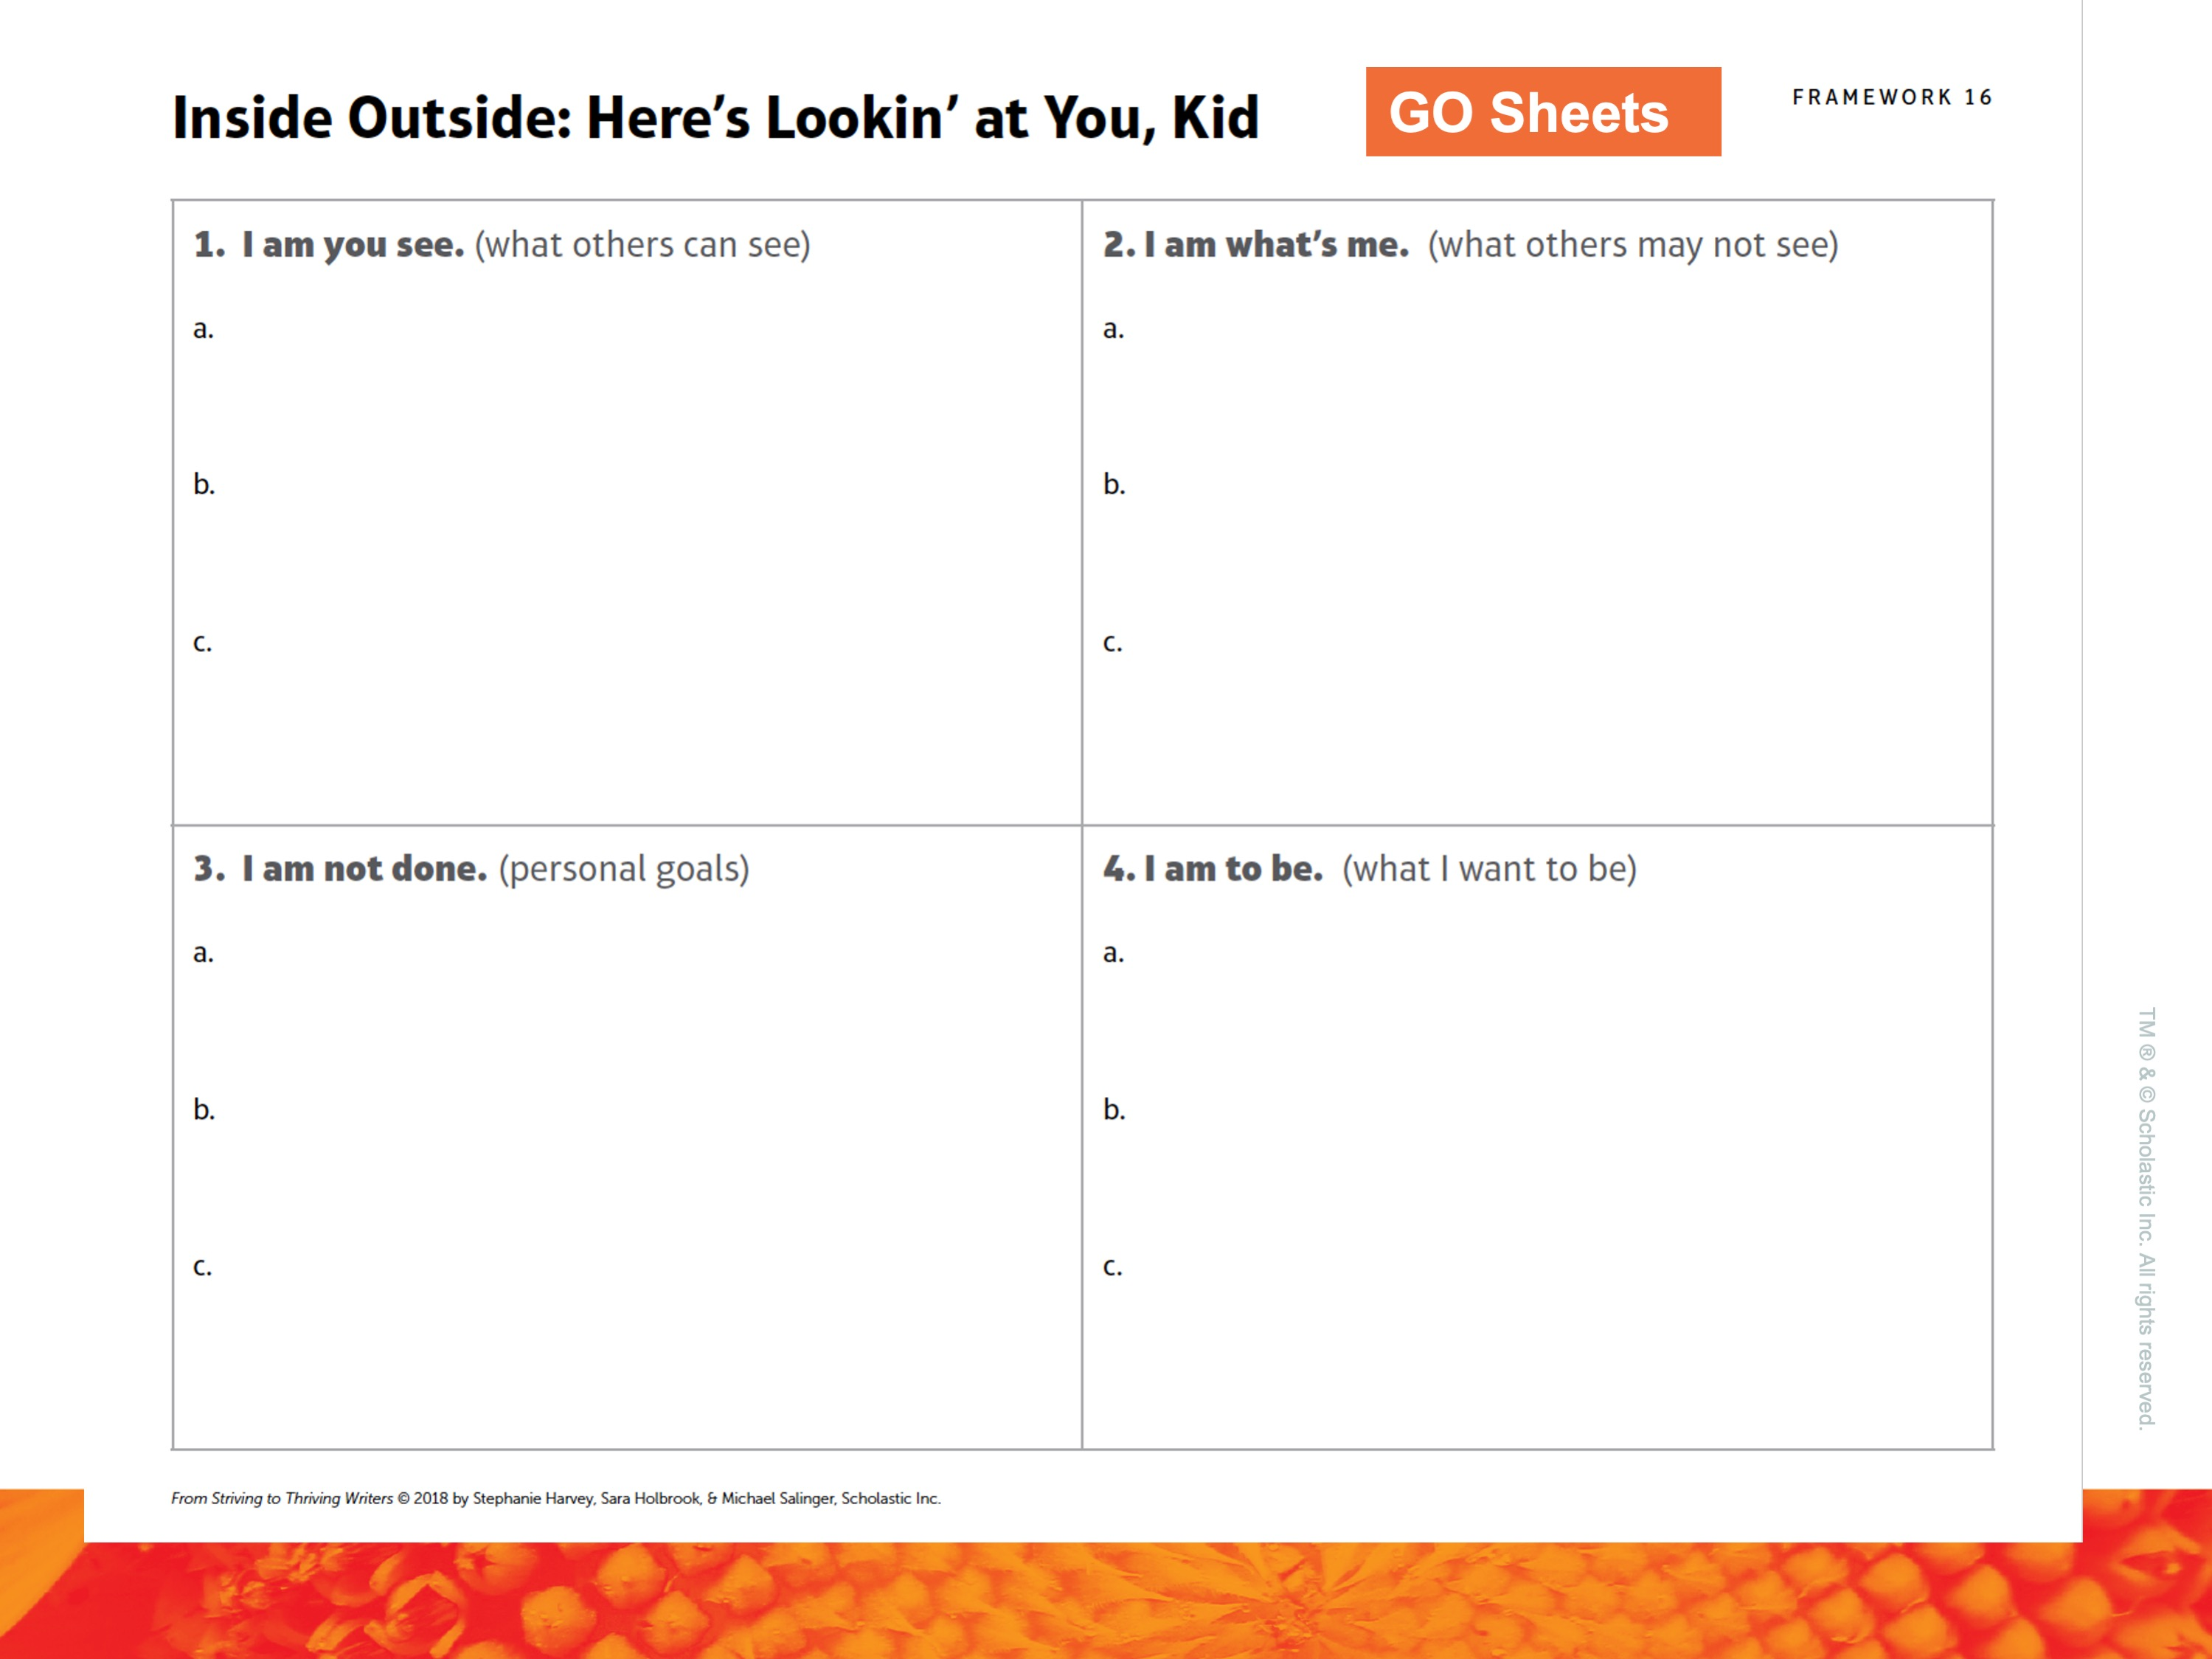 Inside Outside: Here’s Lookin’ at You, Kid
GO Sheets
FRAMEWORK 16
1. I am you see. (what others can see)
a.
b.
c.
2. I am what’s me. (what others may not see)
a.
b.
c.
3. I am not done. (personal goals)
a.
b.
c.
4. I am to be. (what I want to be)
a.
b.
c.
From Striving to Thriving Writers © 2018 by Stephanie Harvey, Sara Holbrook, & Michael Salinger, Scholastic Inc.
TM ® & © Scholastic Inc. All rights reserved.